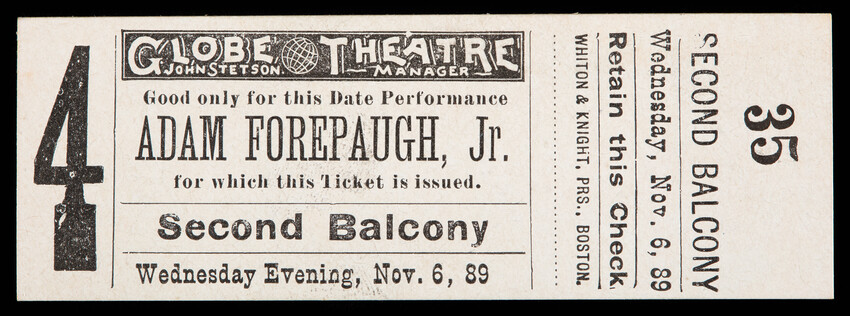 4
GLOBE THEATRE
JOHN STETSON. MANAGER
Good only for this Date Performance
ADAM FOREPAUGH, Jr.
for which this Ticket is issued.
Second Balcony
Wednesday Evening, Nov. 6, 89
WHITON & KNIGHT, PRS., BOSTON.
Retain this Check
Wednesday, Nov. 6, 89
SECOND BALCONY
35